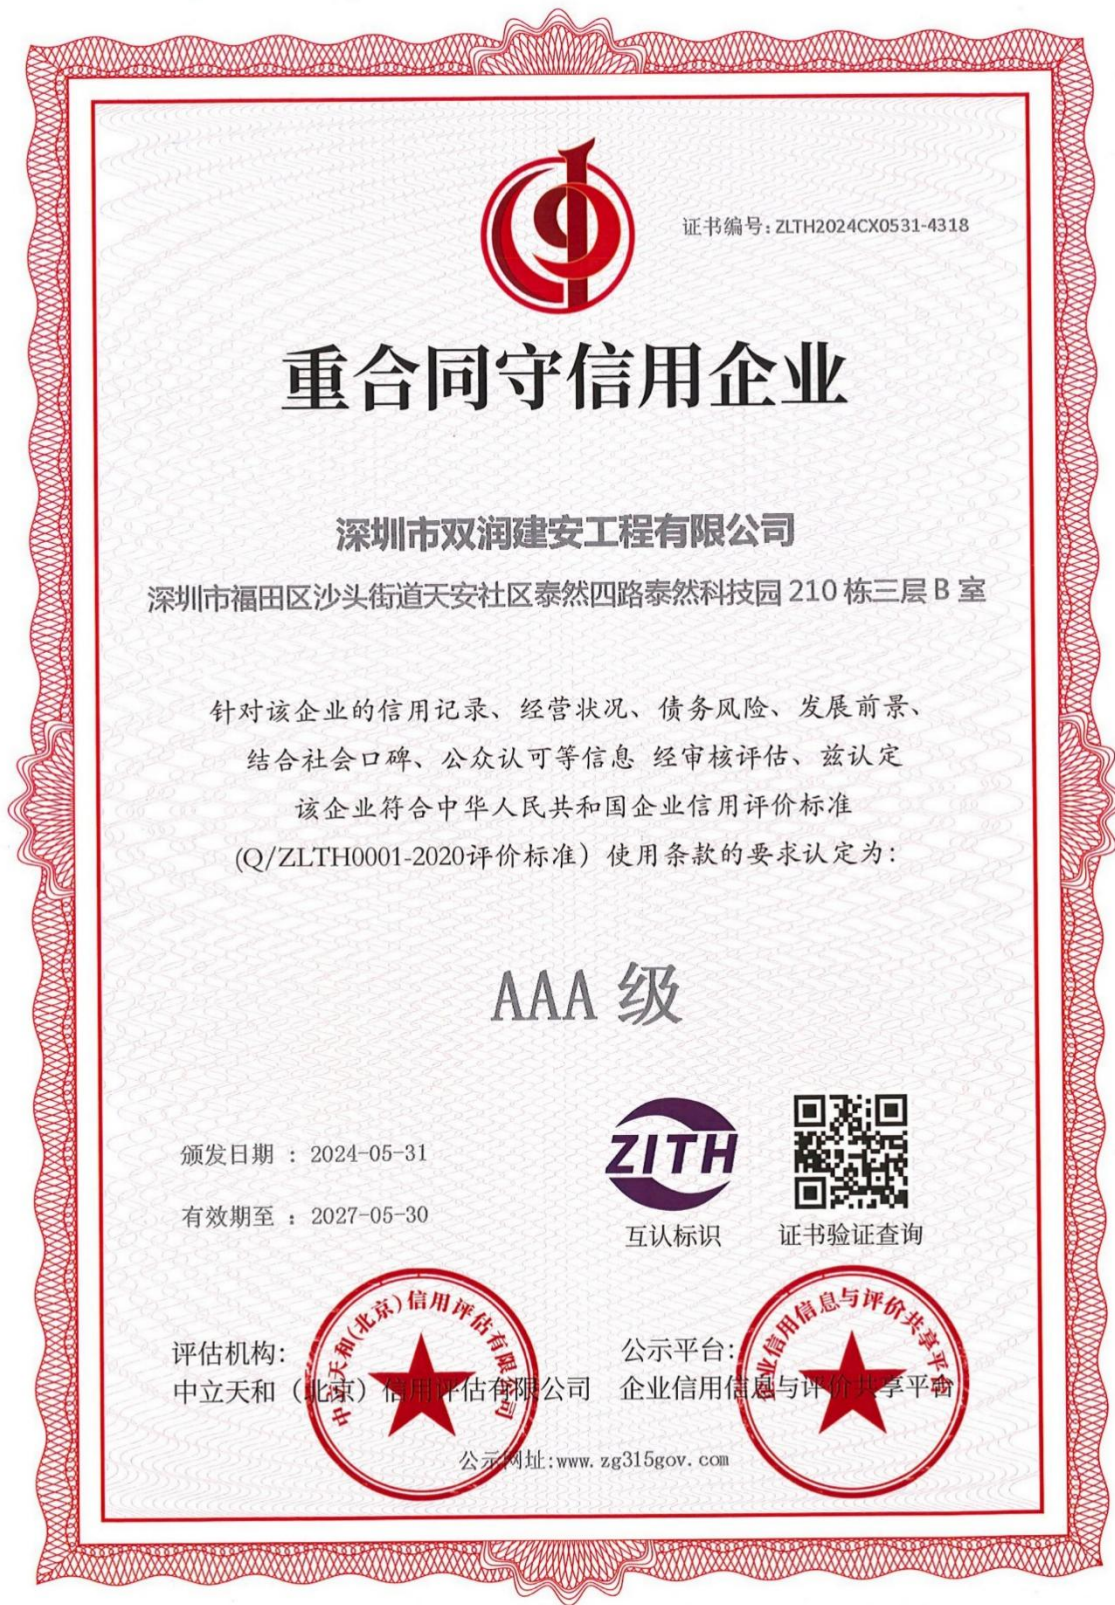 证书编号: ZLTH2024CX0531-4318
重合同守信用企业
深圳市双润建安工程有限公司
深圳市福田区沙头街道天安社区泰然四路泰然科技园 210 栋三层 B 室
针对该企业的信用记录、经营状况、债务风险、发展前景、
结合社会口碑、公众认可等信息 经审核评估、兹认定
该企业符合中华人民共和国企业信用评价标准
(Q/ZLTH0001-2020评价标准) 使用条款的要求认定为:
AAA 级
颁发日期 : 2024-05-31
有效期至 : 2027-05-30
ZITH
互认标识
证书验证查询
评估机构:
中立天和（北京）信用评估有限公司
公示平台:
企业信用信息与评价共享平台
中立天和(北京)信用评估有限公司
企业信用信息与评价共享平台
公示网址:www.zg315gov.com